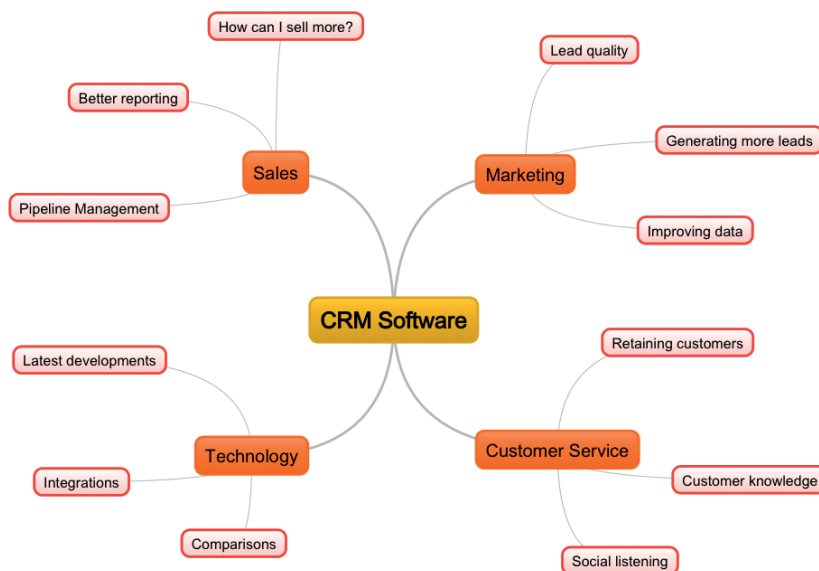 How can I sell more?
Better reporting
Sales
Pipeline Management
Lead quality
Generating more leads
Marketing
Improving data
CRM Software
Latest developments
Technology
Integrations
Comparisons
Retaining customers
Customer Service
Customer knowledge
Social listening